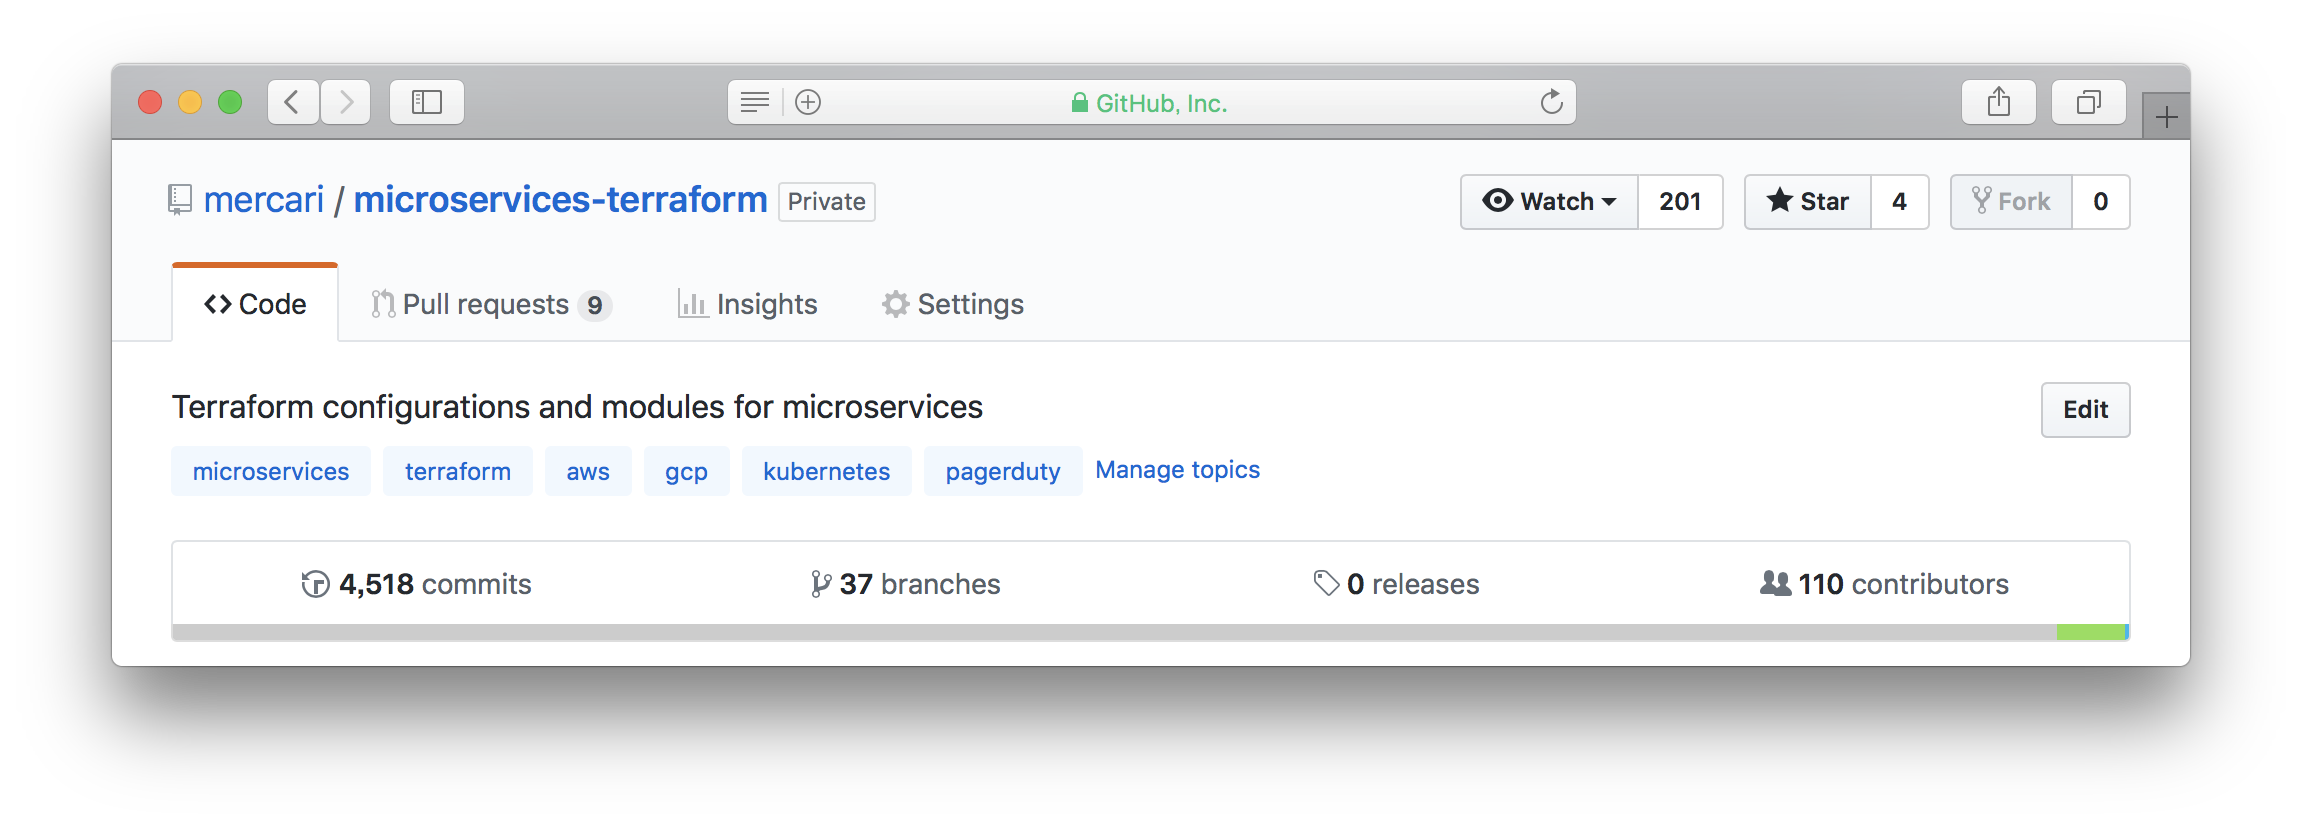 GitHub, Inc.
mercari / microservices-terraform Private Watch 201 Star 4 Fork 0
Code Pull requests 9 Insights Settings
Terraform configurations and modules for microservices Edit
microservices terraform aws gcp kubernetes pagerduty Manage topics
4,518 commits 37 branches 0 releases 110 contributors